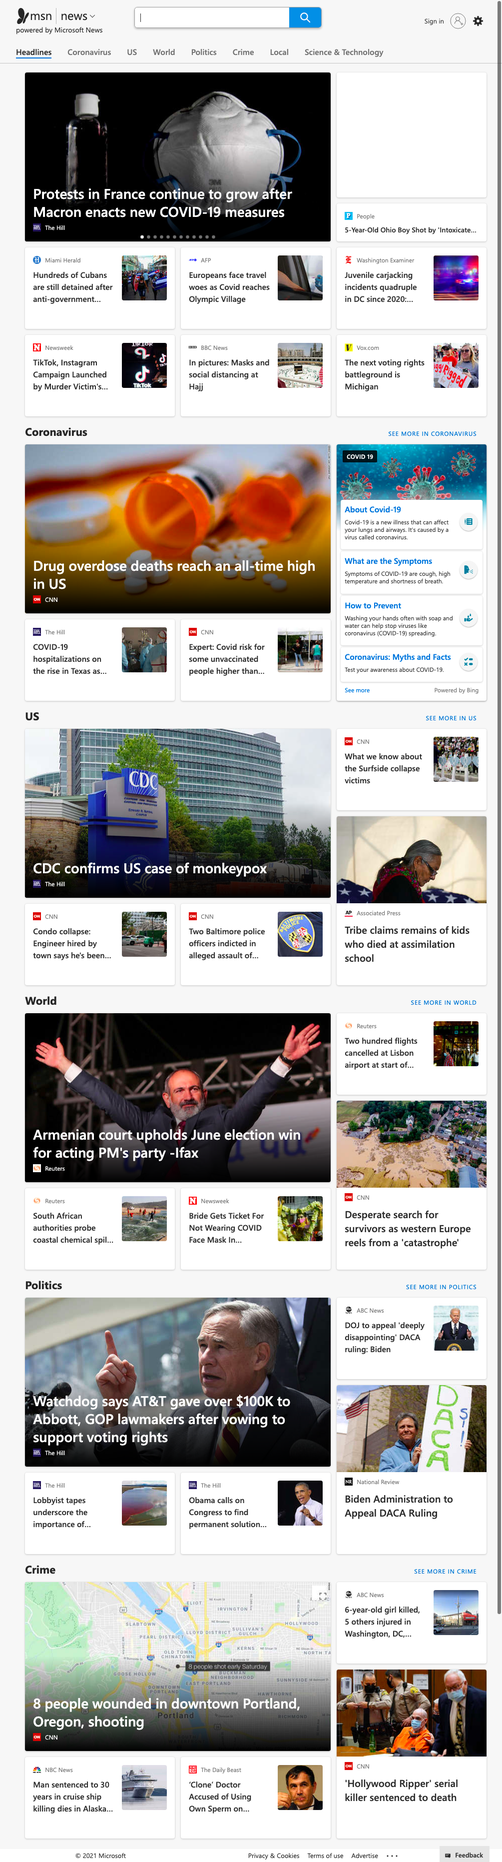 msn | news
powered by Microsoft News
Sign in
Headlines Coronavirus US World Politics Crime Local Science & Technology
Protests in France continue to grow after
Macron enacts new COVID-19 measures
The Hill
People
5-Year-Old Ohio Boy Shot by 'Intoxicate...
Miami Herald
Hundreds of Cubans
are still detained after
anti-government...
AFP
Europeans face travel
woes as Covid reaches
Olympic Village
Washington Examiner
Juvenile carjacking
incidents quadruple
in DC since 2020:...
Newsweek
TikTok, Instagram
Campaign Launched
by Murder Victim's...
TikTok
BBC News
In pictures: Masks and
social distancing at
Hajj
Vox.com
The next voting rights
battleground is
Michigan
Coronavirus
SEE MORE IN CORONAVIRUS
Drug overdose deaths reach an all-time high
in US
CNN
COVID 19
About Covid-19
Covid-19 is a new illness that can affect
your lungs and airways. It's caused by a
virus called coronavirus.
What are the Symptoms
Symptoms of COVID-19 are cough, high
temperature and shortness of breath.
How to Prevent
Washing your hands often with soap and
water can help stop viruses like
coronavirus (COVID-19) spreading.
Coronavirus: Myths and Facts
Test your awareness about COVID-19.
See more
Powered by Bing
The Hill
COVID-19
hospitalizations on
the rise in Texas as...
CNN
Expert: Covid risk for
some unvaccinated
people higher than...
US
SEE MORE IN US
CDC
CDC confirms US case of monkeypox
The Hill
CNN
What we know about
the Surfside collapse
victims
Associated Press
Tribe claims remains of kids
who died at assimilation
school
CNN
Condo collapse:
Engineer hired by
town says he's been...
CNN
Two Baltimore police
officers indicted in
alleged assault of...
World
SEE MORE IN WORLD
Armenian court upholds June election win
for acting PM's party -Ifax
Reuters
Reuters
Two hundred flights
cancelled at Lisbon
airport at start of...
CNN
Desperate search for
survivors as western Europe
reels from a 'catastrophe'
Reuters
South African
authorities probe
coastal chemical spil...
Newsweek
Bride Gets Ticket For
Not Wearing COVID
Face Mask In...
Politics
SEE MORE IN POLITICS
Watchdog says AT&T gave over $100K to
Abbott, GOP lawmakers after vowing to
support voting rights
The Hill
ABC News
DOJ to appeal 'deeply
disappointing' DACA
ruling: Biden
DACA
National Review
Biden Administration to
Appeal DACA Ruling
The Hill
Lobbyist tapes
underscore the
importance of...
The Hill
Obama calls on
Congress to find
permanent solution...
Crime
SEE MORE IN CRIME
8 people shot early Saturday
Portland
8 people wounded in downtown Portland,
Oregon, shooting
CNN
ABC News
6-year-old girl killed,
5 others injured in
Washington, DC,...
CNN
'Hollywood Ripper' serial
killer sentenced to death
NBC News
Man sentenced to 30
years in cruise ship
killing dies in Alaska...
The Daily Beast
'Clone' Doctor
Accused of Using
Own Sperm on...
© 2021 Microsoft
Privacy & Cookies Terms of use Advertise ...
Feedback